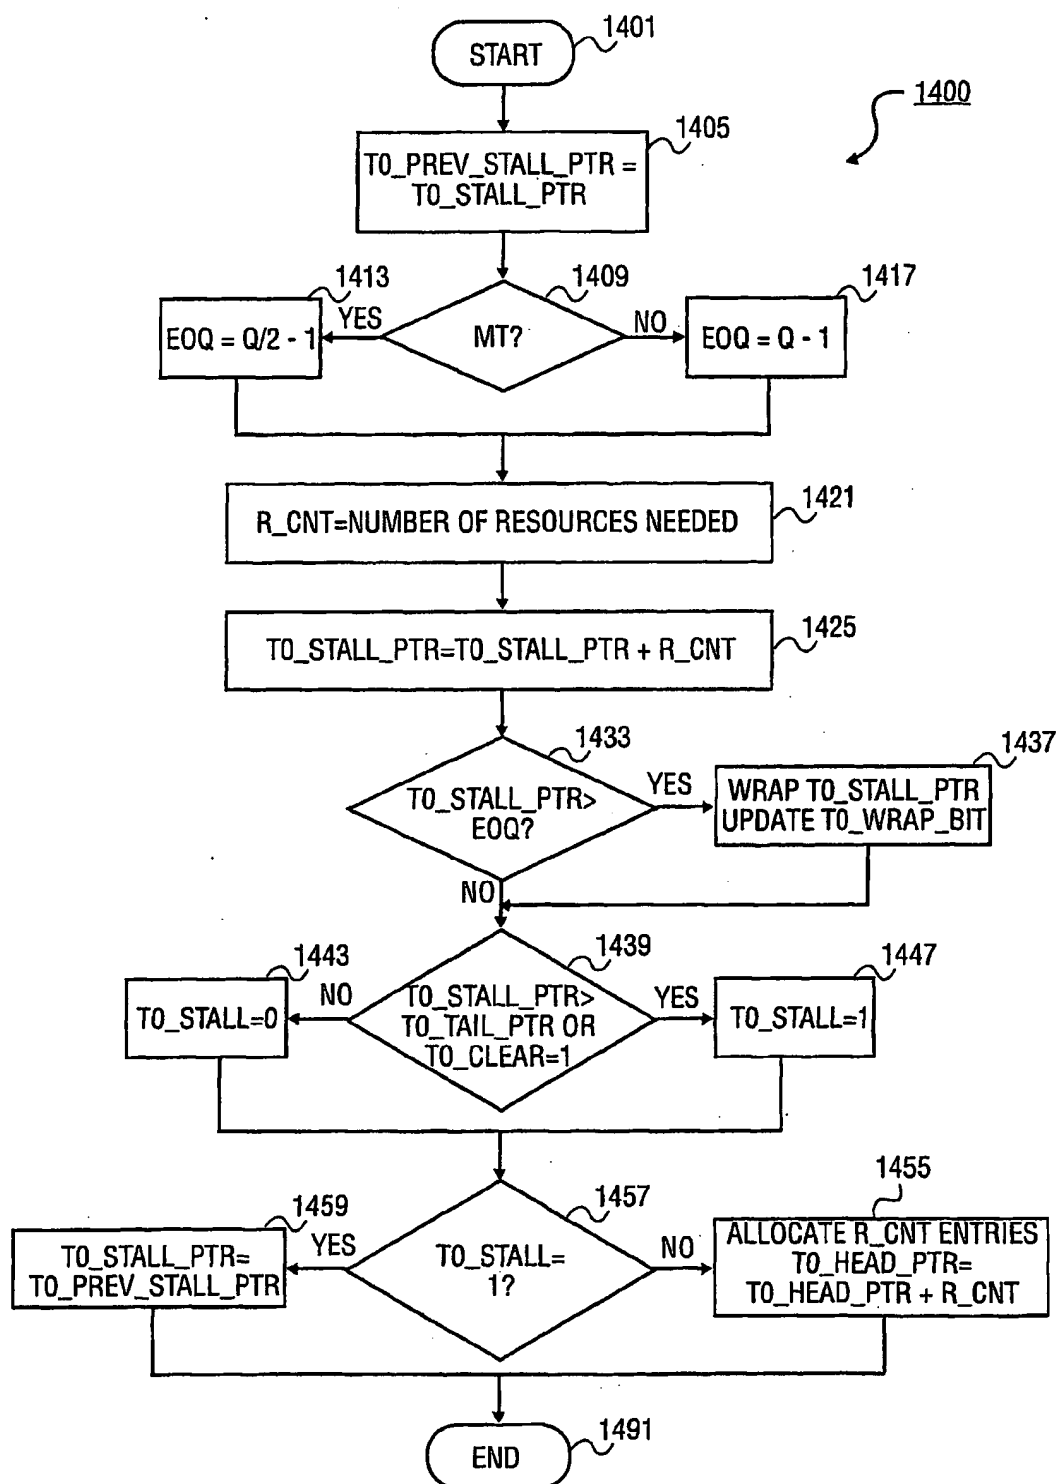 1401
START
1400
1405
T0_PREV_STALL_PTR =
T0_STALL_PTR
1413
1409
1417
EOQ = Q/2 - 1
YES
MT?
NO
EOQ = Q - 1
1421
R_CNT=NUMBER OF RESOURCES NEEDED
1425
T0_STALL_PTR=T0_STALL_PTR + R_CNT
1433
1437
T0_STALL_PTR>
EOQ?
YES
WRAP T0_STALL_PTR
UPDATE T0_WRAP_BIT
NO
1443
1439
1447
T0_STALL=0
NO
T0_STALL_PTR>
T0_TAIL_PTR OR
T0_CLEAR=1
YES
T0_STALL=1
1459
1457
1455
T0_STALL_PTR=
T0_PREV_STALL_PTR
YES
T0_STALL=
1?
NO
ALLOCATE R_CNT ENTRIES
T0_HEAD_PTR=
T0_HEAD_PTR + R_CNT
END
1491